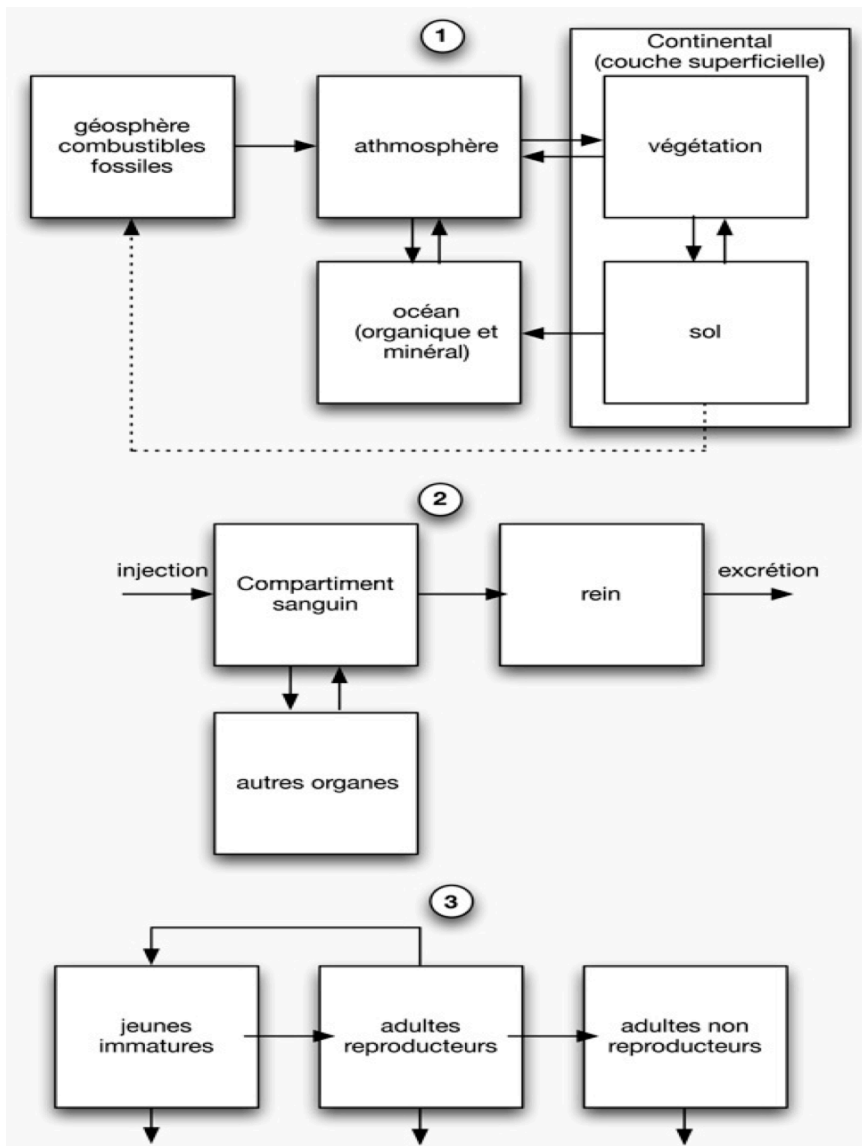 1
Continental
(couche superficielle)
géosphère
combustibles
fossiles
athmosphère
végétation
océan
(organique et
minéral)
sol
2
injection
Compartiment
sanguin
rein
excrétion
autres organes
3
jeunes
immatures
adultes
reproducteurs
adultes non
reproducteurs